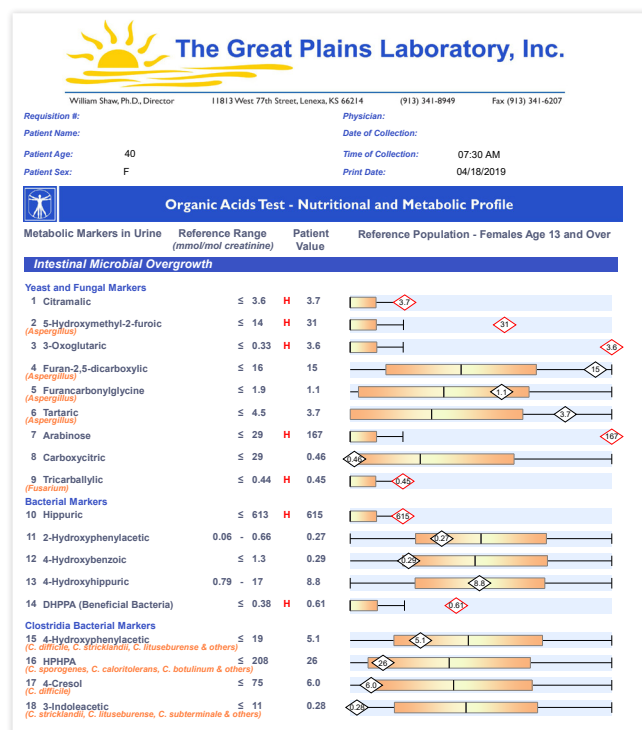 The Great Plains Laboratory, Inc.
William Shaw, Ph.D., Director 11813 West 77th Street, Lenexa, KS 66214 (913) 341-8949 Fax (913) 341-6207
Requisition #: Physician:
Patient Name: Date of Collection:
Patient Age: 40 Time of Collection: 07:30 AM
Patient Sex: F Print Date: 04/18/2019
Organic Acids Test - Nutritional and Metabolic Profile
Metabolic Markers in Urine Reference Range Patient Reference Population - Females Age 13 and Over
(mmol/mol creatinine) Value
Intestinal Microbial Overgrowth
Yeast and Fungal Markers
1 Citramalic ≤ 3.6 H 3.7 3.7
2 5-Hydroxymethyl-2-furoic ≤ 14 H 31 31
(Aspergillus)
3 3-Oxoglutaric ≤ 0.33 H 3.6 3.6
4 Furan-2,5-dicarboxylic ≤ 16 15 15
(Aspergillus)
5 Furancarbonylglycine ≤ 1.9 1.1 1.1
(Aspergillus)
6 Tartaric ≤ 4.5 3.7 3.7
(Aspergillus)
7 Arabinose ≤ 29 H 167 167
8 Carboxycitric ≤ 29 0.46 0.46
9 Tricarballylic ≤ 0.44 H 0.45 0.45
(Fusarium)
Bacterial Markers
10 Hippuric ≤ 613 H 615 615
11 2-Hydroxyphenylacetic 0.06 - 0.66 0.27 0.27
12 4-Hydroxybenzoic ≤ 1.3 0.29 0.29
13 4-Hydroxyhippuric 0.79 - 17 8.8 8.8
14 DHPPA (Beneficial Bacteria) ≤ 0.38 H 0.61 0.61
Clostridia Bacterial Markers
15 4-Hydroxyphenylacetic ≤ 19 5.1 5.1
(C. difficile, C. stricklandii, C. lituseburense & others)
16 HPHPA ≤ 208 26 26
(C. sporogenes, C. caloritolerans, C. botulinum & others)
17 4-Cresol ≤ 75 6.0 6.0
(C. difficile)
18 3-Indoleacetic ≤ 11 0.28 0.28
(C. stricklandii, C. lituseburense, C. subterminale & others)